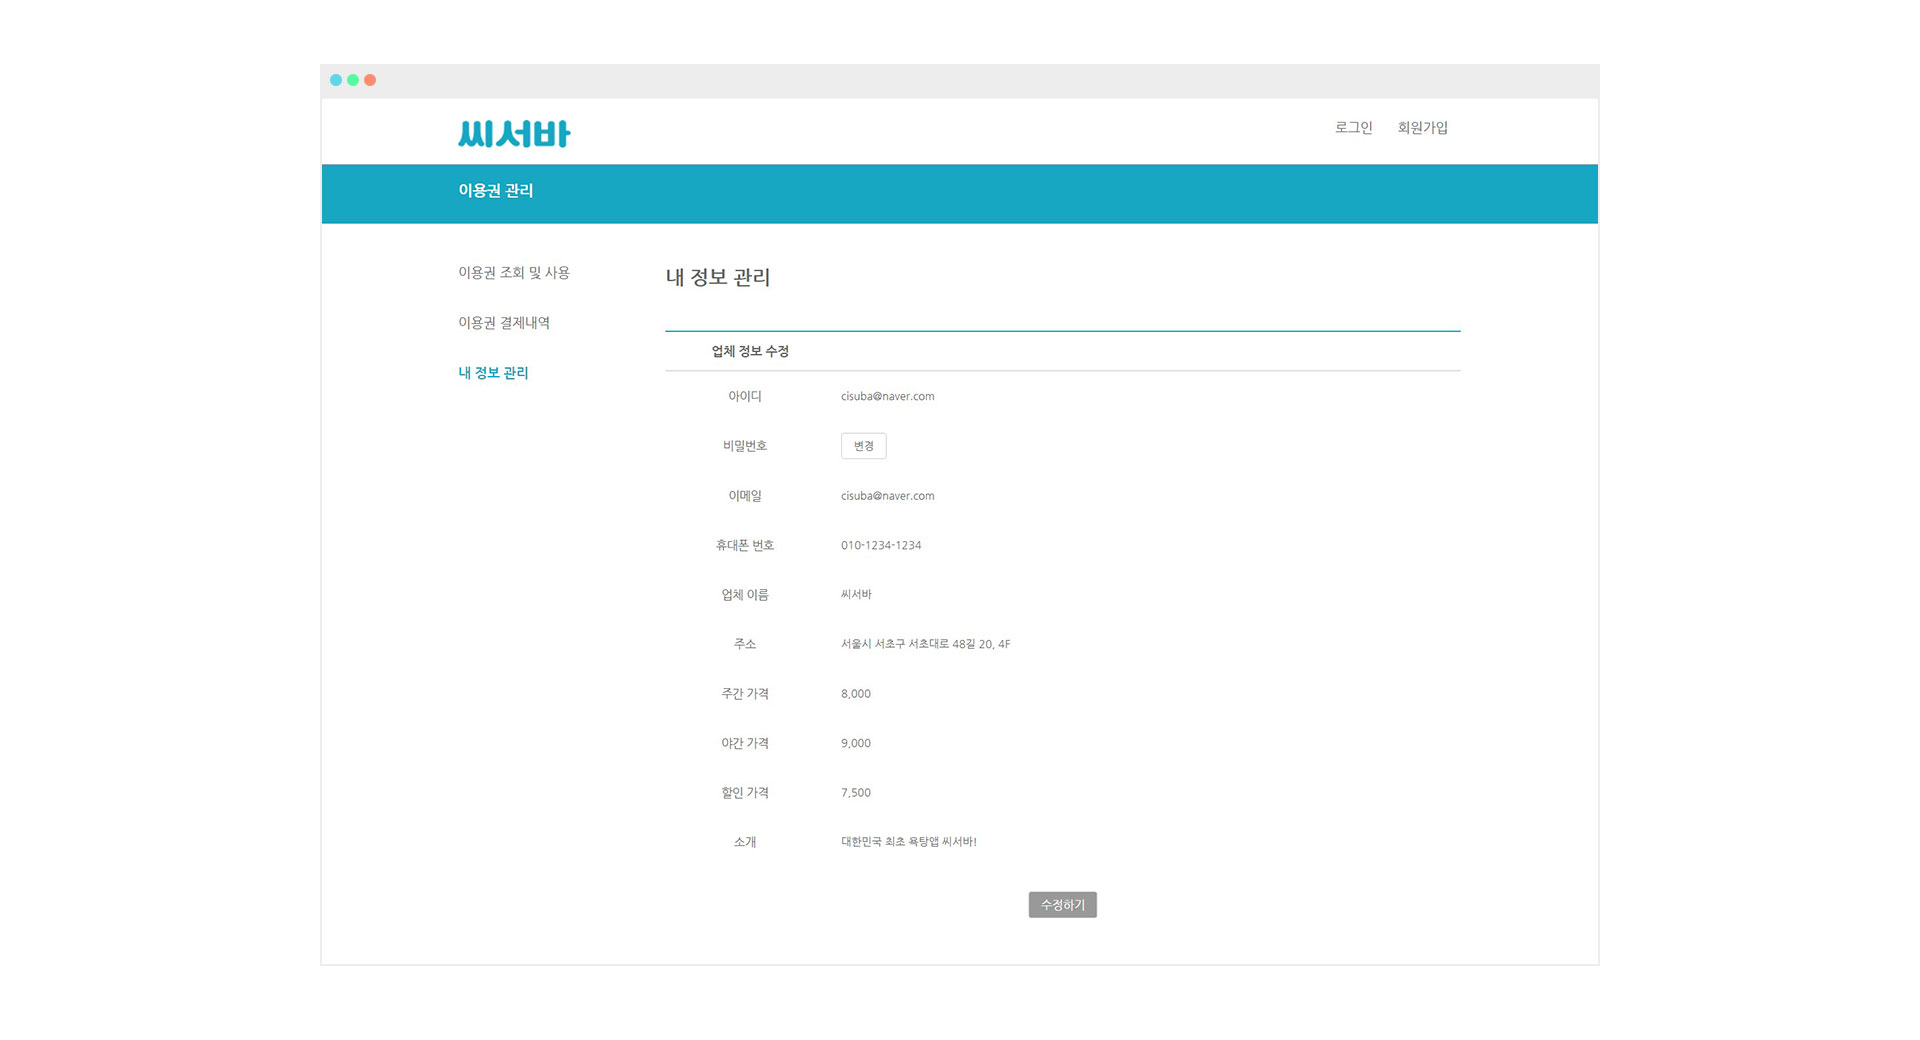 씨서바
로그인 회원가입
이용권 관리
이용권 조회 및 사용
이용권 결제내역
내 정보 관리
내 정보 관리
업체 정보 수정
아이디 cisuba@naver.com
비밀번호 변경
이메일 cisuba@naver.com
휴대폰 번호 010-1234-1234
업체 이름 씨서바
주소 서울시 서초구 서초대로 48길 20, 4F
주간 가격 8,000
야간 가격 9,000
할인 가격 7,500
소개 대한민국 최초 욕탕앱 씨서바!
수정하기